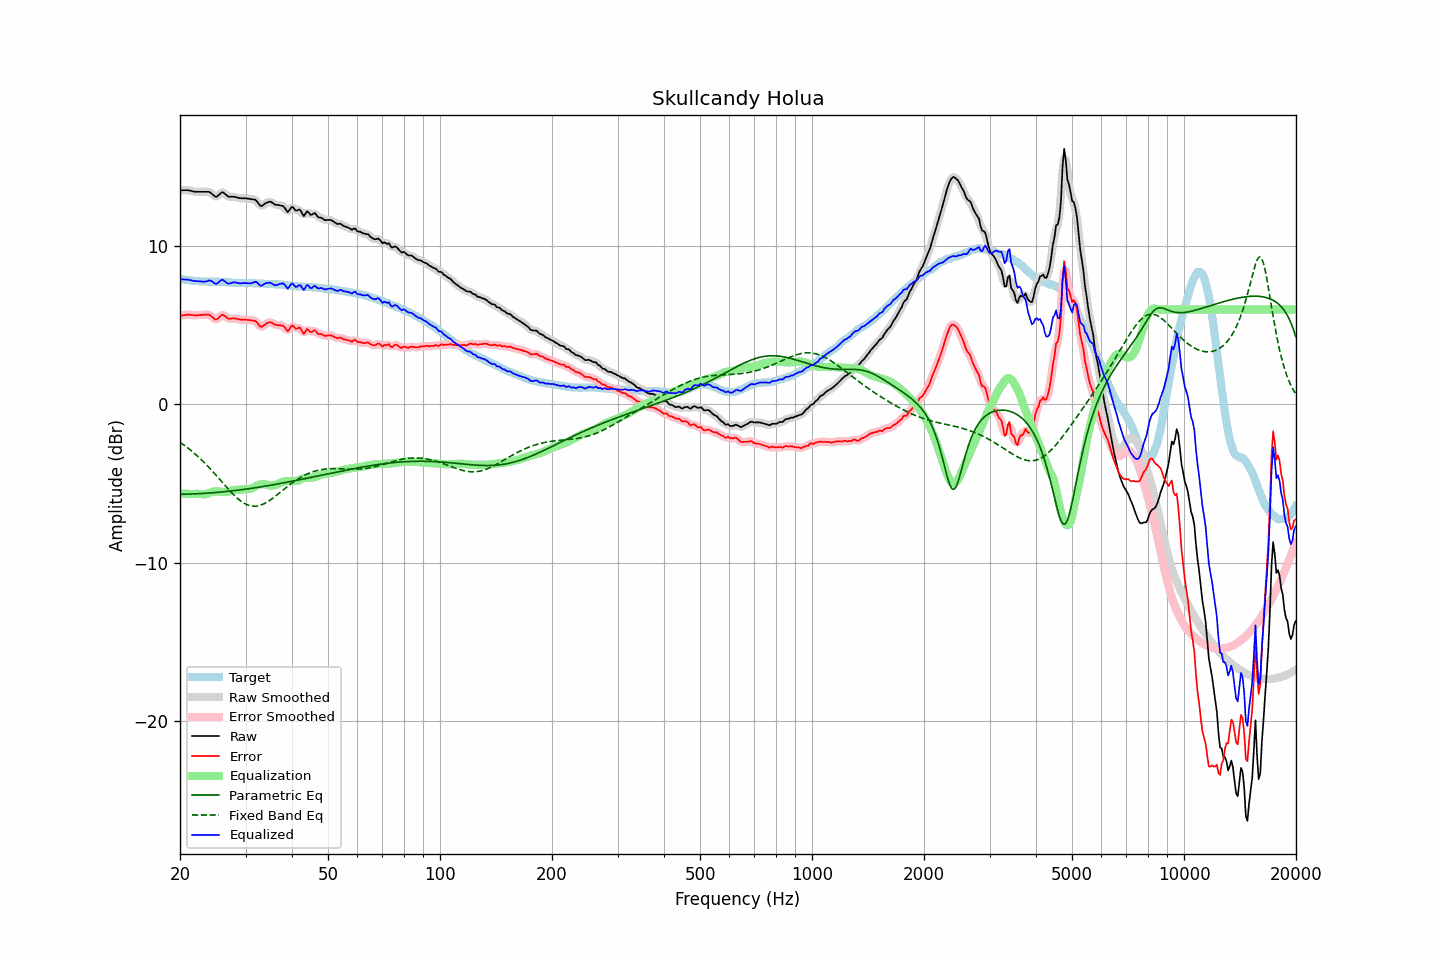 Skullcandy Holua
Amplitude (dBr)
10
0
−10
−20
Target
Raw Smoothed
Error Smoothed
Raw
Error
Equalization
Parametric Eq
Fixed Band Eq
Equalized
20 50 100 200 500 1000 2000 5000 10000 20000
Frequency (Hz)